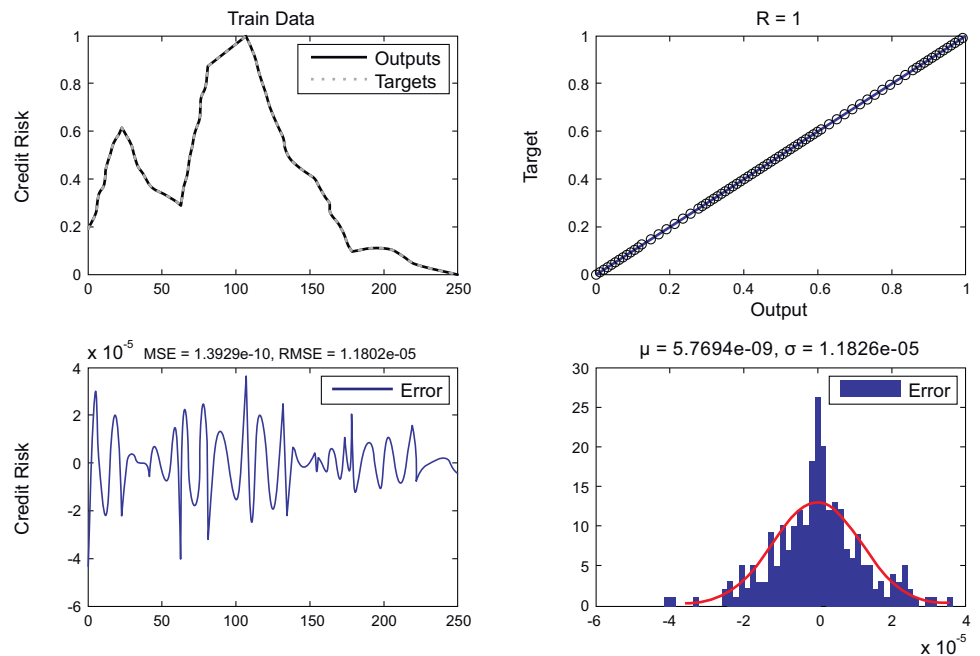 Train Data
Credit Risk
1
0.8
0.6
0.4
0.2
0
0 50 100 150 200 250
Outputs
Targets
R = 1
Target
1
0.8
0.6
0.4
0.2
0
0 0.2 0.4 0.6 0.8 1
Output
x 10⁻⁵ MSE = 1.3929e-10, RMSE = 1.1802e-05
Credit Risk
4
2
0
-2
-4
-6
0 50 100 150 200 250
Error
μ = 5.7694e-09, σ = 1.1826e-05
30
25
20
15
10
5
0
-6 -4 -2 0 2 4
x 10⁻⁵
Error